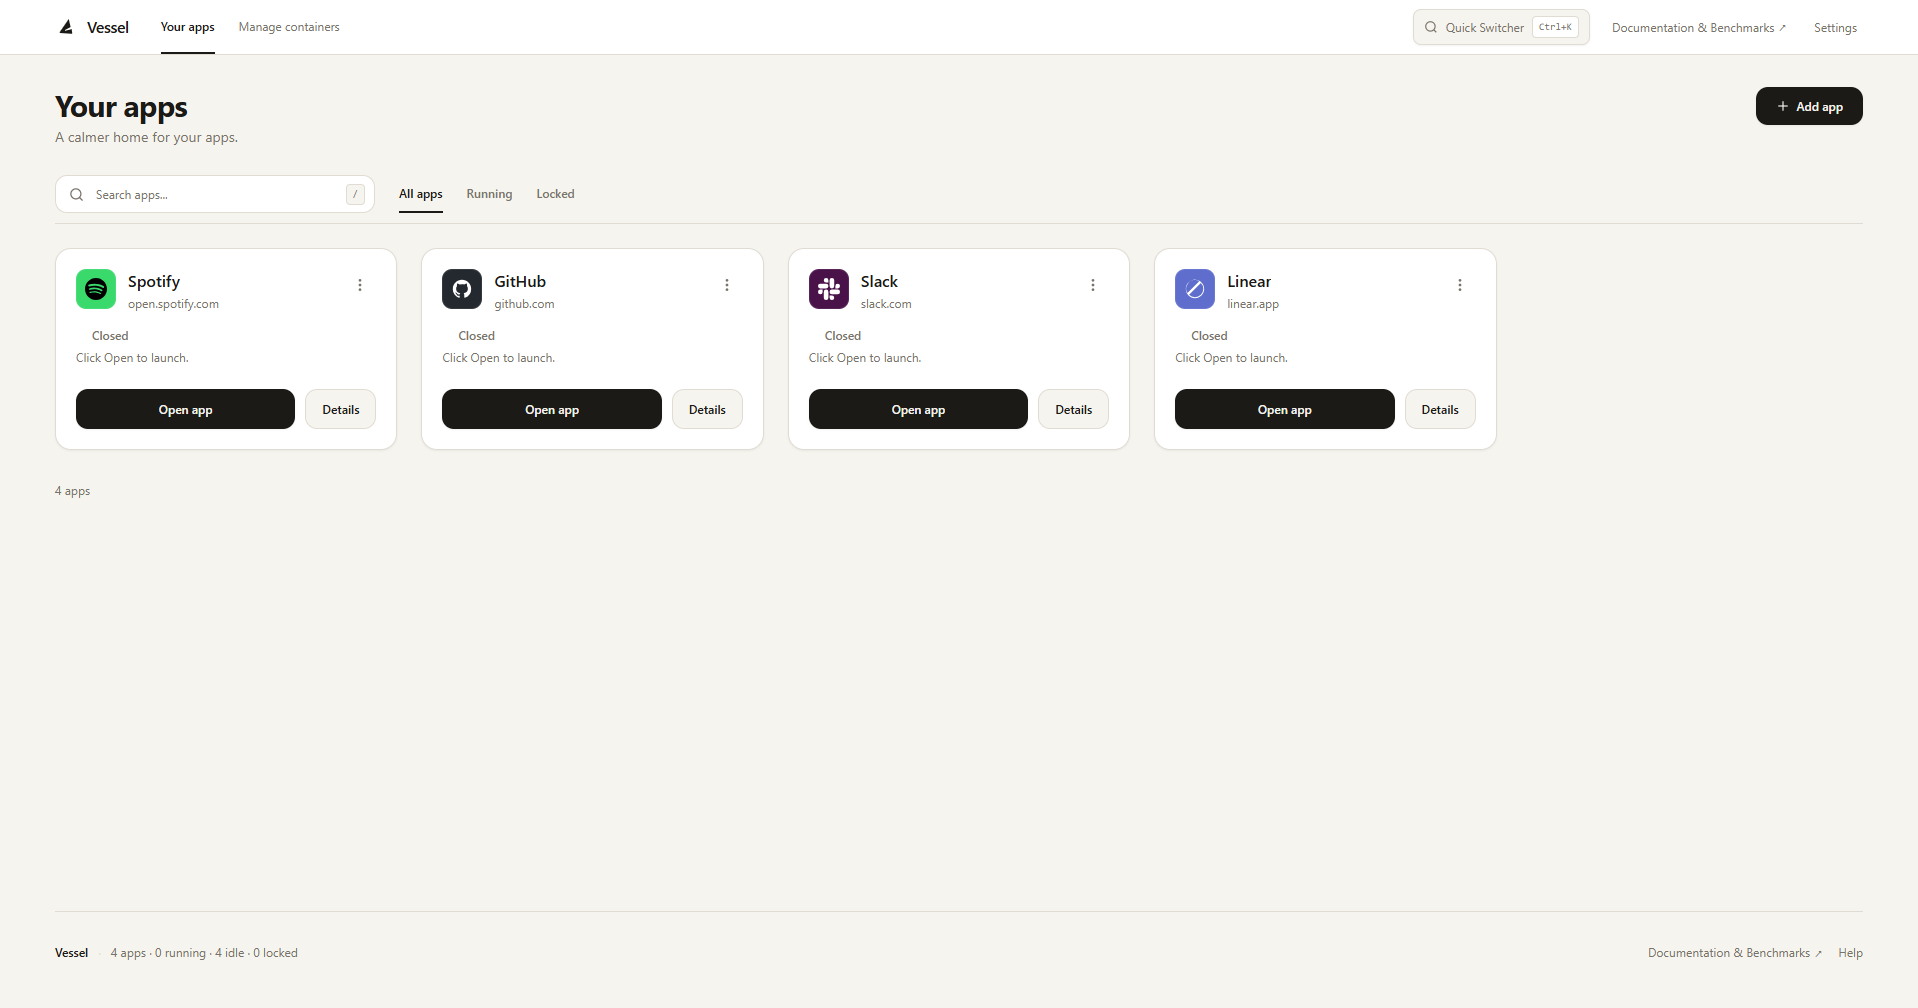 Vessel
Your apps
Manage containers
Quick Switcher
Ctrl+K
Documentation & Benchmarks ↗
Settings
Your apps
A calmer home for your apps.
+ Add app
Search apps...
/
All apps
Running
Locked
Spotify
open.spotify.com
Closed
Click Open to launch.
Open app
Details
GitHub
github.com
Closed
Click Open to launch.
Open app
Details
Slack
slack.com
Closed
Click Open to launch.
Open app
Details
Linear
linear.app
Closed
Click Open to launch.
Open app
Details
4 apps
Vessel · 4 apps · 0 running · 4 idle · 0 locked
Documentation & Benchmarks ↗
Help